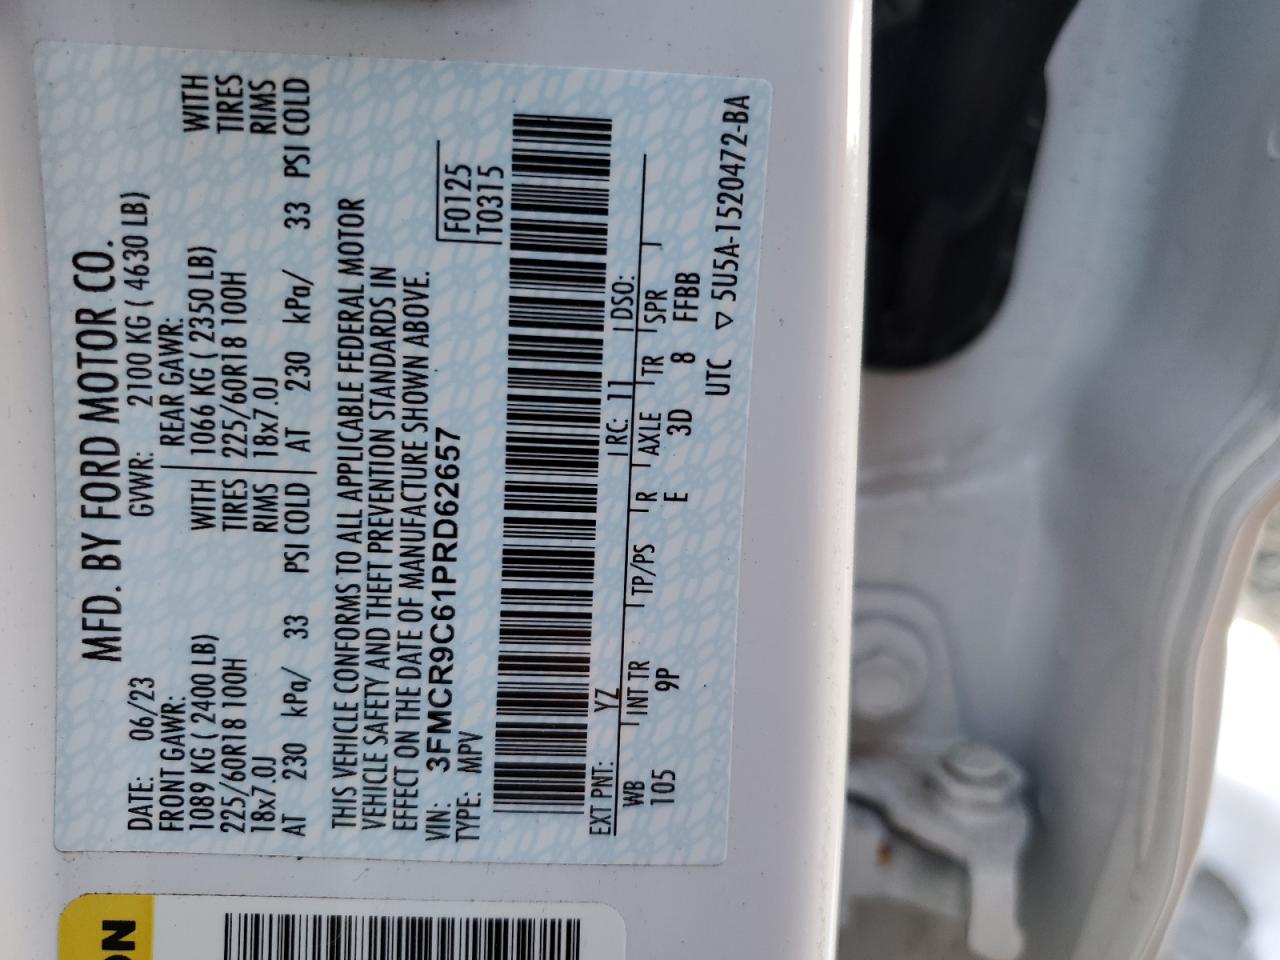 MFD. BY FORD MOTOR CO.
DATE: 06/23 GVWR: 2100 KG ( 4630 LB)
FRONT GAWR: REAR GAWR:
1089 KG ( 2400 LB) WITH 1066 KG ( 2350 LB) WITH
225/60R18 100H TIRES 225/60R18 100H TIRES
18x7.0J RIMS 18x7.0J RIMS
AT 230 kPa/ 33 PSI COLD AT 230 kPa/ 33 PSI COLD
THIS VEHICLE CONFORMS TO ALL APPLICABLE FEDERAL MOTOR
VEHICLE SAFETY AND THEFT PREVENTION STANDARDS IN
EFFECT ON THE DATE OF MANUFACTURE SHOWN ABOVE.
VIN: 3FMCR9C61PRD62657 F0125
TYPE: MPV T0315
EXT PNT: YZ RC: 11 DSO:
WB INT TR TP/PS R AXLE TR SPR
105 9P E 3D 8 FFBB
UTC ▽ 5U5A-1520472-BA